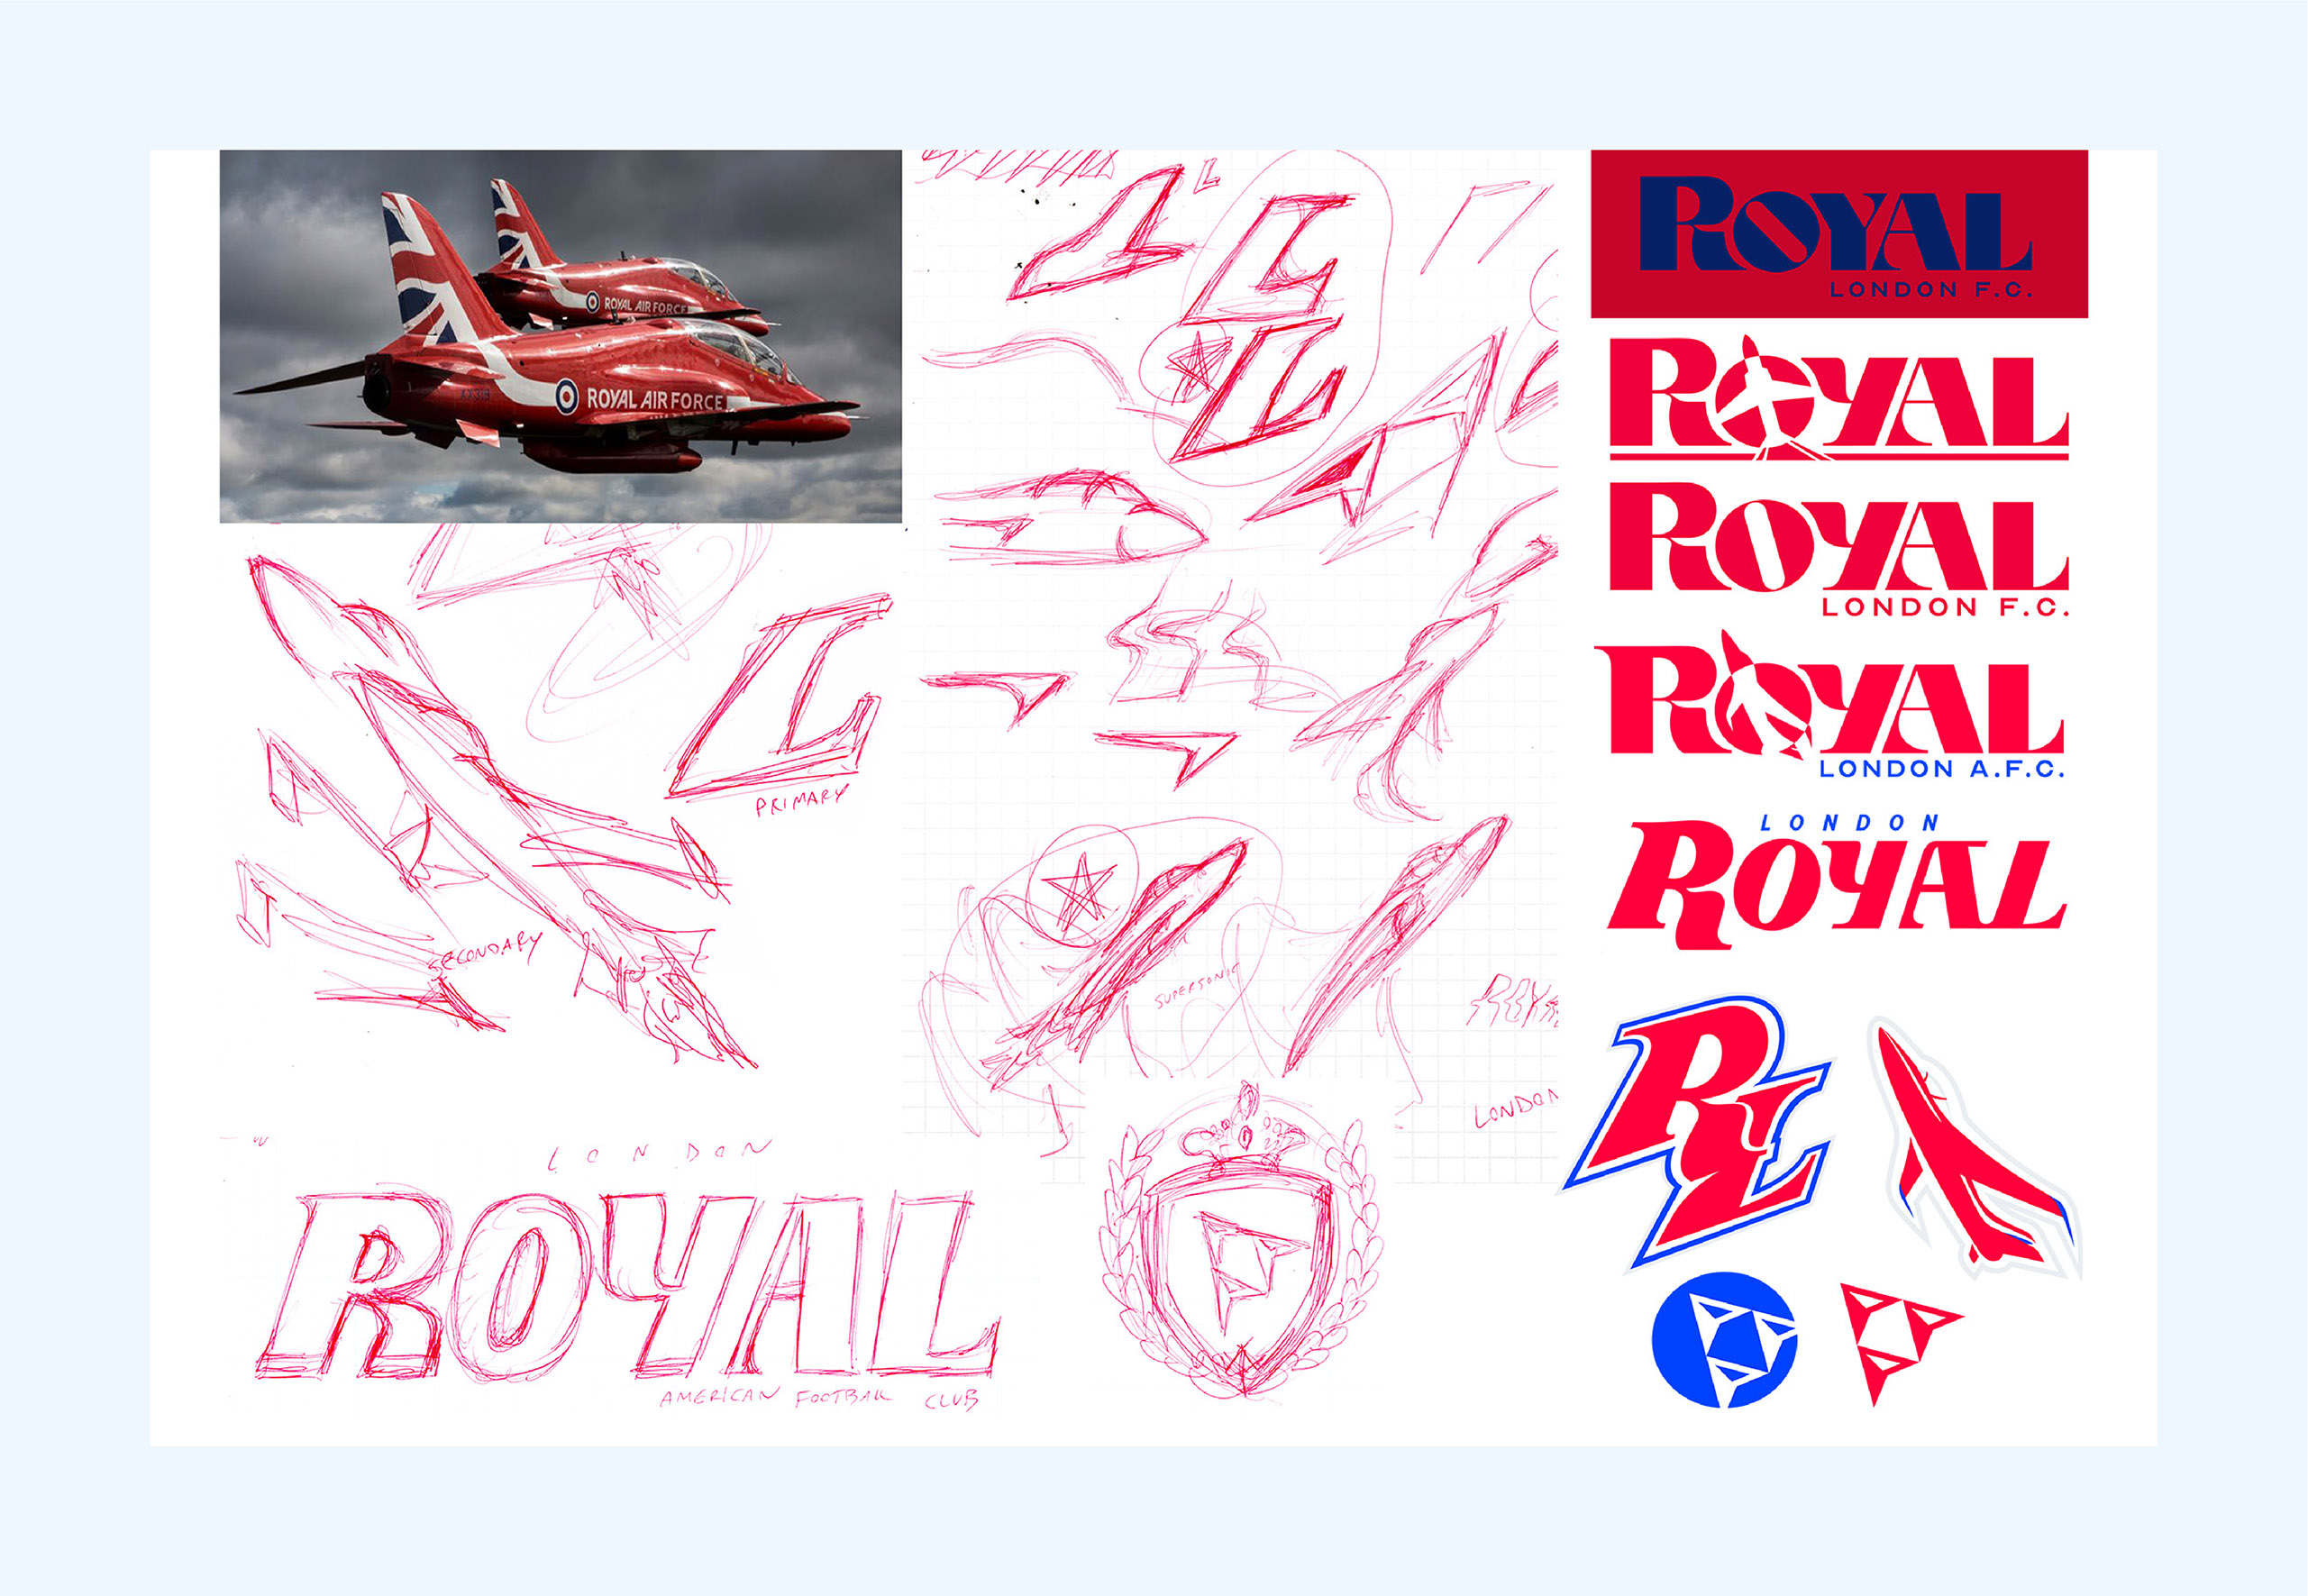 ROYAL AIR FORCE
ROYAL AIR FORCE
L
PRIMARY
SECONDARY
SUPERSONIC
LONDON
LONDON
ROYAL
AMERICAN FOOTBALL CLUB
ROYAL
LONDON F.C.
ROYAL
ROYAL
LONDON F.C.
ROYAL
LONDON A.F.C.
LONDON
ROYAL
RL